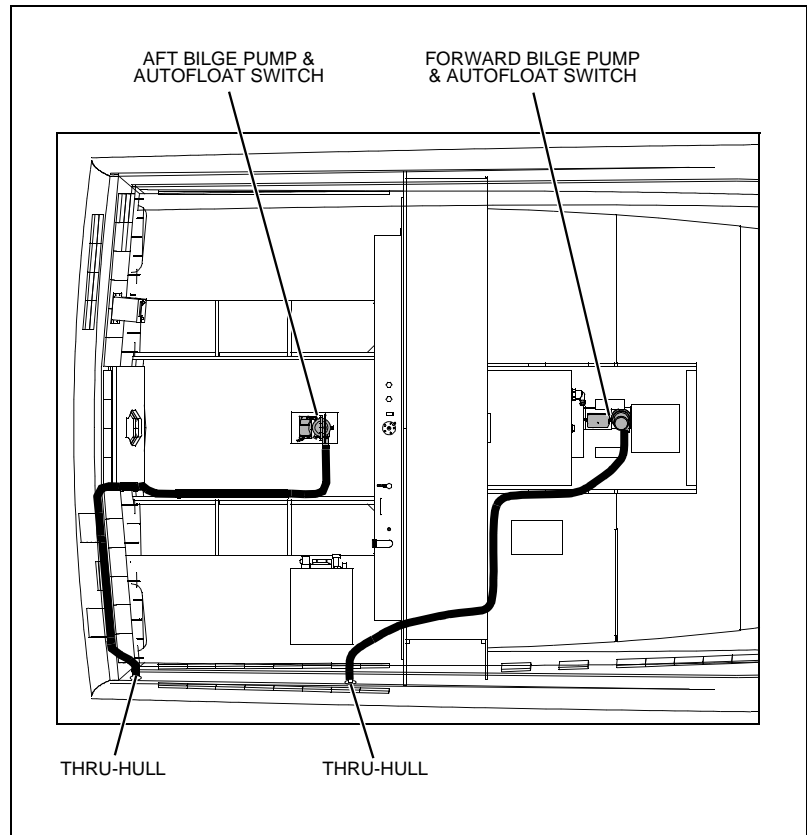 AFT BILGE PUMP &
AUTOFLOAT SWITCH
FORWARD BILGE PUMP
& AUTOFLOAT SWITCH
THRU-HULL
THRU-HULL